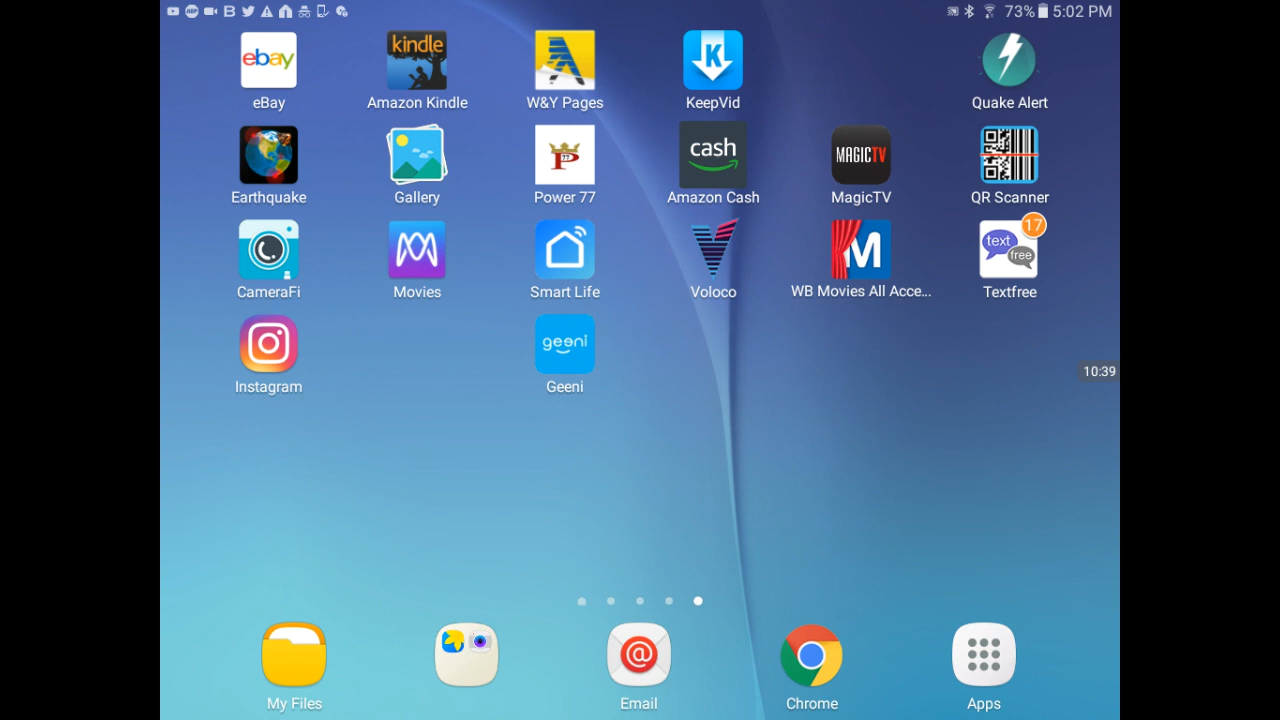 73% 5:02 PM
ebay
kindle
K
eBay
Amazon Kindle
W&Y Pages
KeepVid
Quake Alert
P
??
cash
MAGICTV
Earthquake
Gallery
Power 77
Amazon Cash
MagicTV
QR Scanner
M
text
free
17
CameraFi
Movies
Smart Life
Voloco
WB Movies All Acce...
Textfree
geeni
10:39
Instagram
Geeni
@
My Files
Email
Chrome
Apps